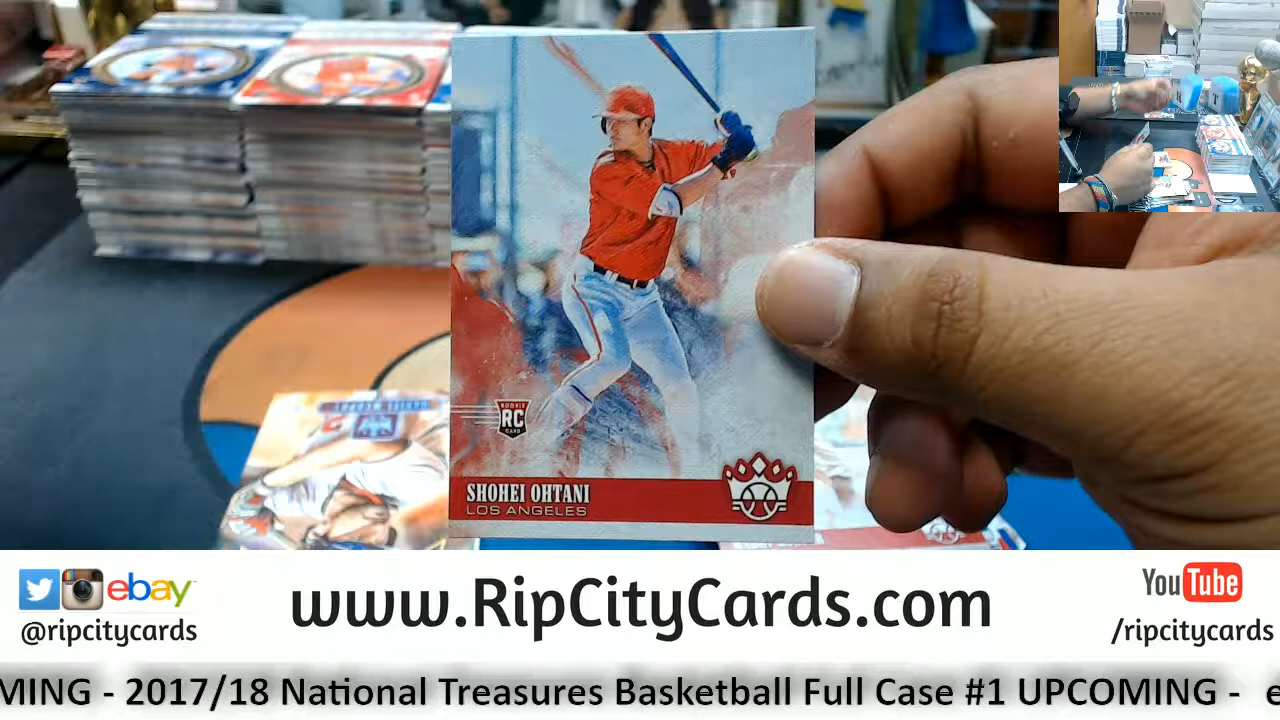 ROOKIE
RC
CARD
SHOHEI OHTANI
LOS ANGELES
ebay
@ripcitycards
www.RipCityCards.com
YouTube
/ripcitycards
MING - 2017/18 National Treasures Basketball Full Case #1 UPCOMING - e